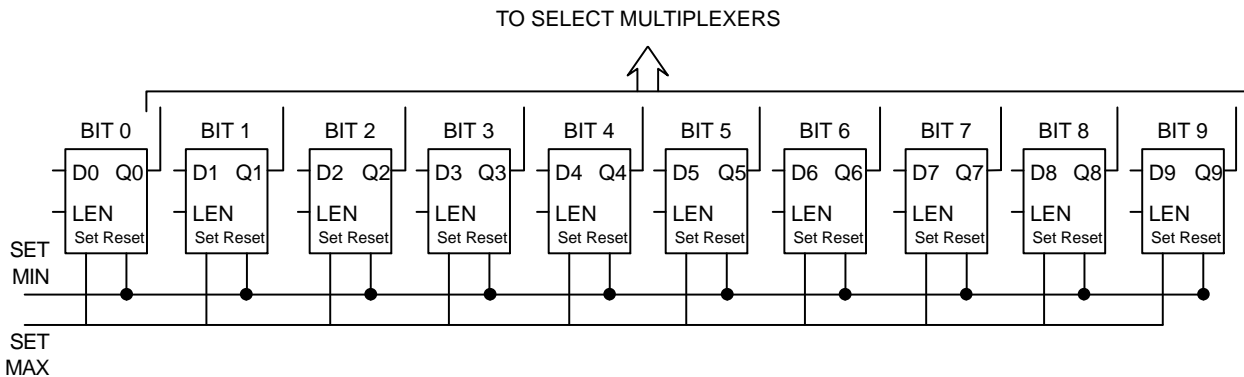 TO SELECT MULTIPLEXERS
BIT 0 BIT 1 BIT 2 BIT 3 BIT 4 BIT 5 BIT 6 BIT 7 BIT 8 BIT 9
D0 Q0 D1 Q1 D2 Q2 D3 Q3 D4 Q4 D5 Q5 D6 Q6 D7 Q7 D8 Q8 D9 Q9
LEN LEN LEN LEN LEN LEN LEN LEN LEN LEN
Set Reset Set Reset Set Reset Set Reset Set Reset Set Reset Set Reset Set Reset Set Reset Set Reset
SET
MIN
SET
MAX